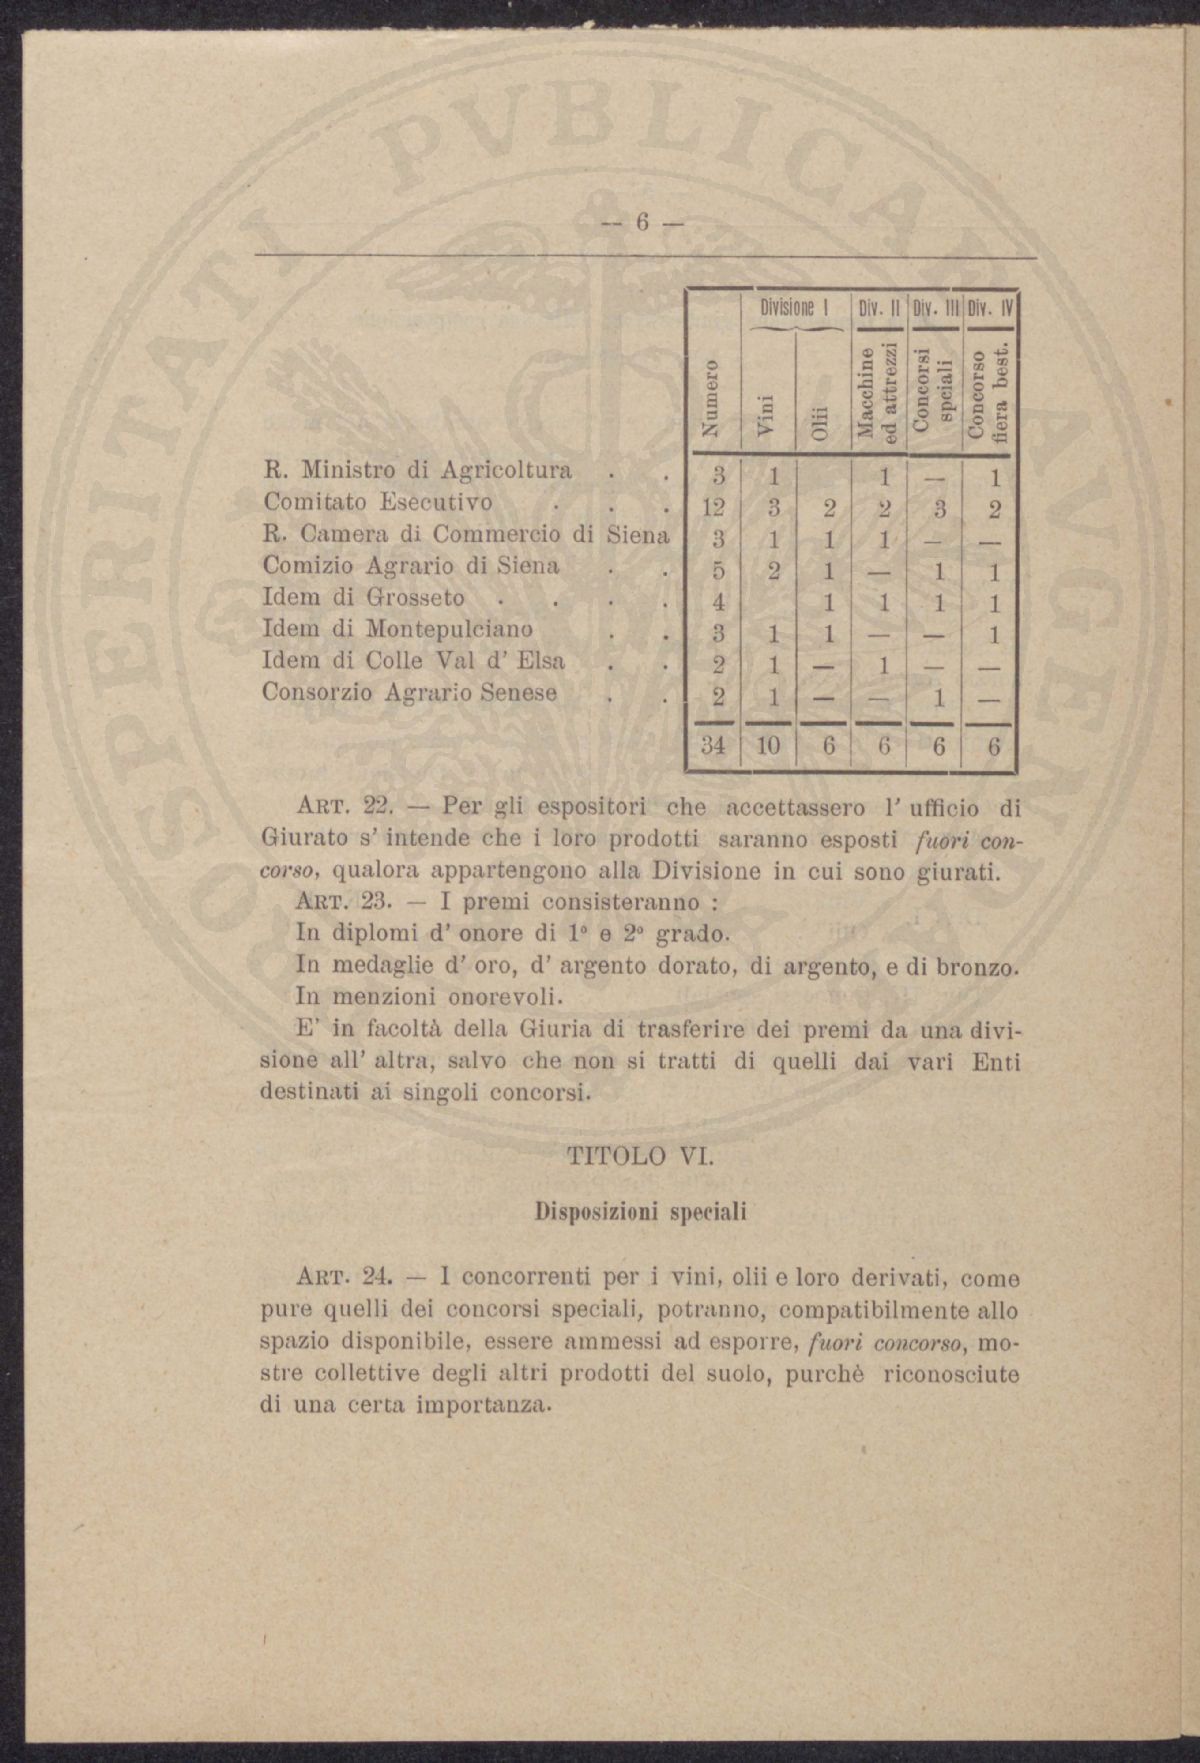 — 6 —
Divisione I Div. II Div. III Div. IV
Numero Vini Olii Macchine ed attrezzi Concorsi spciali Concorso fiera best.
R. Ministro di Agricoltura . . 3 1 1 — 1
Comitato Esecutivo . . . 12 3 2 2 3 2
R. Camera di Commercio di Siena 3 1 1 1 — —
Comizio Agrario di Siena . . 5 2 1 — 1 1
Idem di Grosseto . . . . 4 1 1 1 1
Idem di Montepulciano . . 3 1 1 — — 1
Idem di Colle Val d' Elsa . . 2 1 — 1 — —
Consorzio Agrario Senese . . 2 1 — — 1 —
34 10 6 6 6 6
ART. 22. — Per gli espositori che accettassero l' ufficio di
Giurato s' intende che i loro prodotti saranno esposti fuori con-
corso, qualora appartengono alla Divisione in cui sono giurati.
ART. 23. — I premi consisteranno :
In diplomi d' onore di 1º e 2º grado.
In medaglie d' oro, d' argento dorato, di argento, e di bronzo.
In menzioni onorevoli.
E' in facoltà della Giuria di trasferire dei premi da una divi-
sione all' altra, salvo che non si tratti di quelli dai vari Enti
destinati ai singoli concorsi.
TITOLO VI.
Disposizioni speciali
ART. 24. — I concorrenti per i vini, olii e loro derivati, come
pure quelli dei concorsi speciali, potranno, compatibilmente allo
spazio disponibile, essere ammessi ad esporre, fuori concorso, mo-
stre collettive degli altri prodotti del suolo, purchè riconosciute
di una certa importanza.